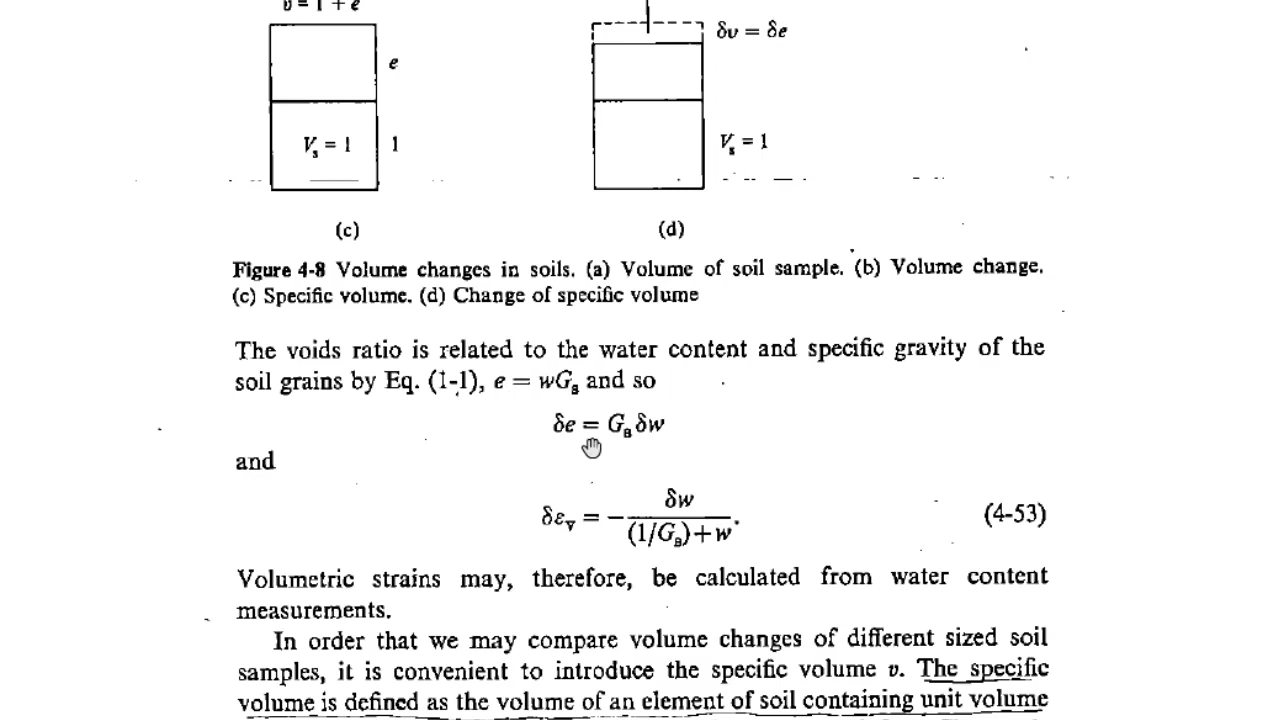 υ = 1 + e
δυ = δe
e
V_s = 1
1
V_s = 1
(c)
(d)
Figure 4-8 Volume changes in soils. (a) Volume of soil sample. (b) Volume change.
(c) Specific volume. (d) Change of specific volume
The voids ratio is related to the water content and specific gravity of the
soil grains by Eq. (1-1), e = wG_s and so
δe = G_s δw
and
δε_v = − δw / (1/G_s)+w . (4-53)
Volumetric strains may, therefore, be calculated from water content
measurements.
In order that we may compare volume changes of different sized soil
samples, it is convenient to introduce the specific volume υ. The specific
volume is defined as the volume of an element of soil containing unit volume